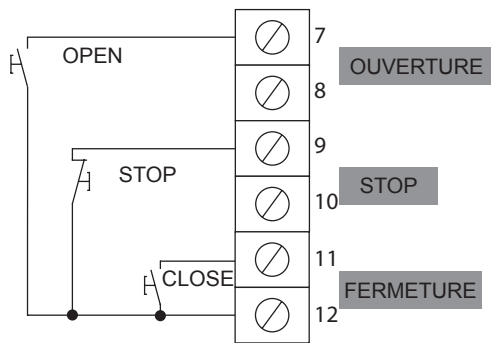 7
OPEN
OUVERTURE
8
9
STOP
STOP
10
11
CLOSE
FERMETURE
12